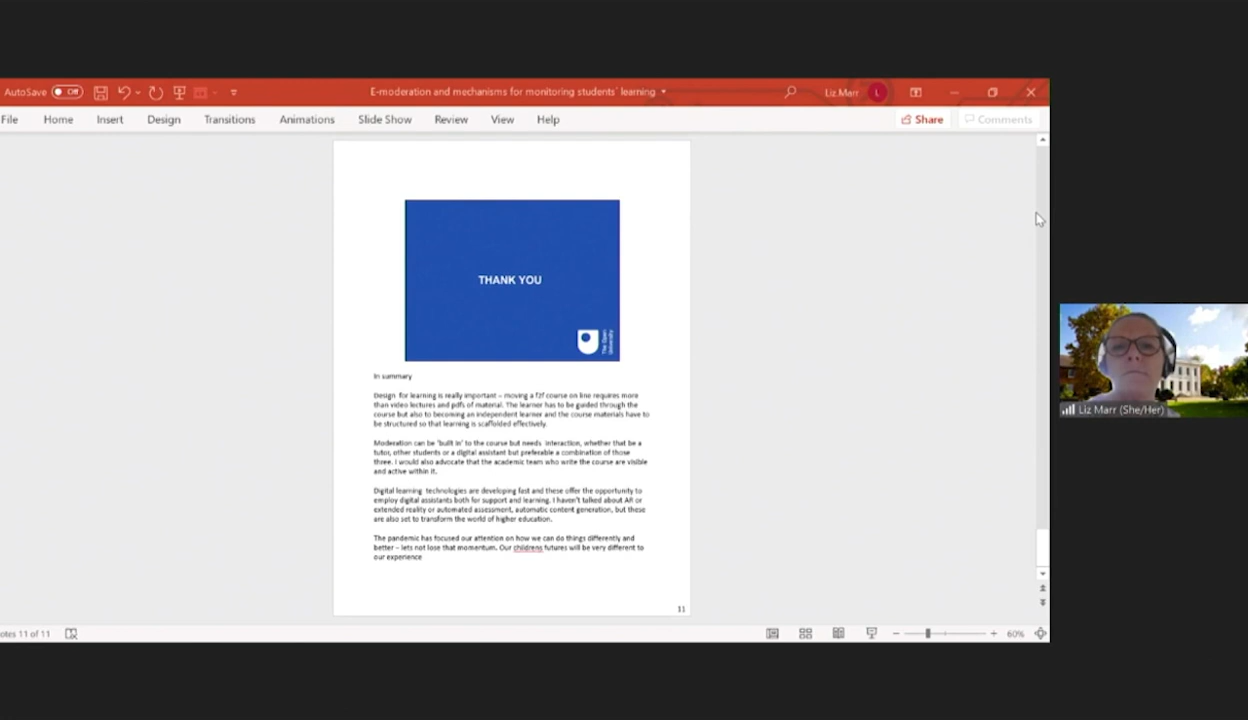 AutoSave Off
E-moderation and mechanisms for monitoring students' learning
Liz Marr L
File Home Insert Design Transitions Animations Slide Show Review View Help
Share Comments
THANK YOU
The Open
University
In summary
Design for learning is really important – moving a f2f course on line requires more
than video lectures and pdfs of material. The learner has to be guided through the
course but also to becoming an independent learner and the course materials have to
be structured so that learning is scaffolded effectively.
Moderation can be 'built in' to the course but needs interaction, whether that be a
tutor, other students or a digital assistant but preferable a combination of those
three. I would also advocate that the academic team who write the course are visible
and active within it.
Digital learning technologies are developing fast and these offer the opportunity to
employ digital assistants both for support and learning. I haven't talked about AR or
extended reality or automated assessment, automatic content generation, but these
are also set to transform the world of higher education.
The pandemic has focused our attention on how we can do things differently and
better – lets not lose that momentum. Our childrens futures will be very different to
our experience
11
otes 11 of 11
60%
Liz Marr (She/Her)